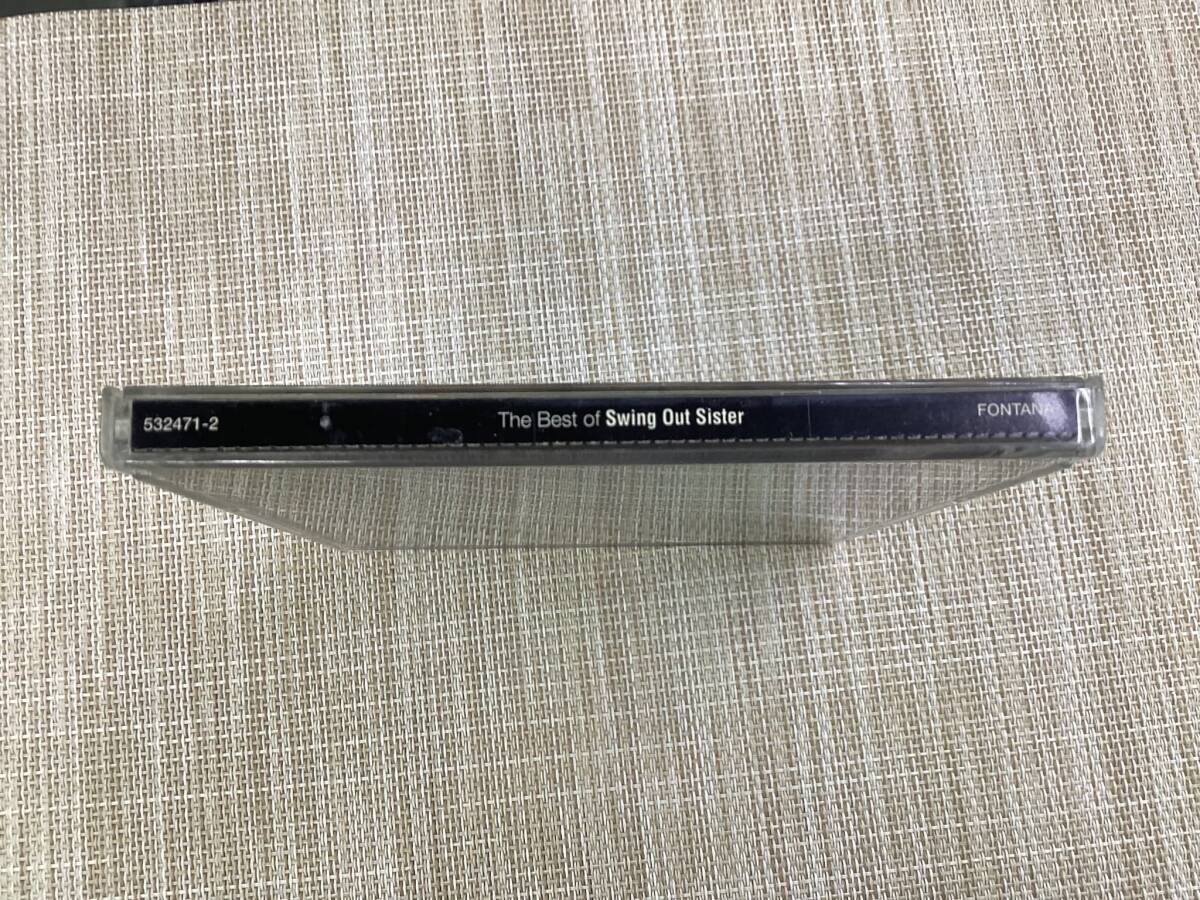 532471-2
The Best of Swing Out Sister
FONTANA